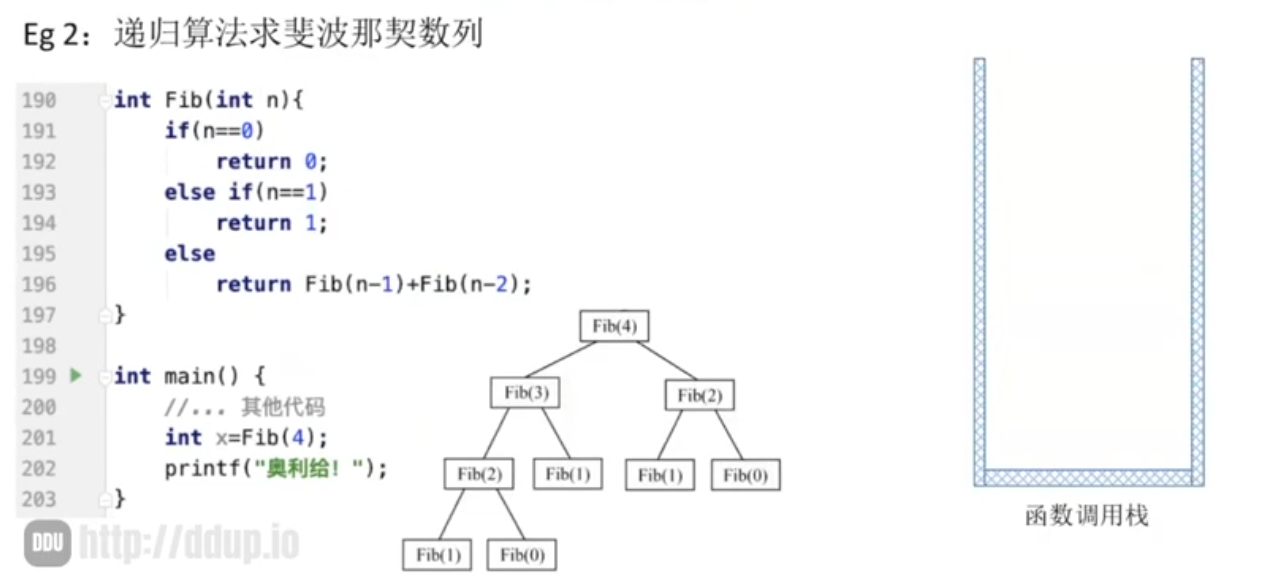 Eg 2：递归算法求斐波那契数列
190 int Fib(int n){
191 if(n==0)
192 return 0;
193 else if(n==1)
194 return 1;
195 else
196 return Fib(n-1)+Fib(n-2);
197 }
198
199 int main() {
200 //... 其他代码
201 int x=Fib(4);
202 printf("奥利给！");
203 }
Fib(4)
Fib(3) Fib(2)
Fib(2) Fib(1) Fib(1) Fib(0)
Fib(1) Fib(0)
函数调用栈
DDU http://ddup.io